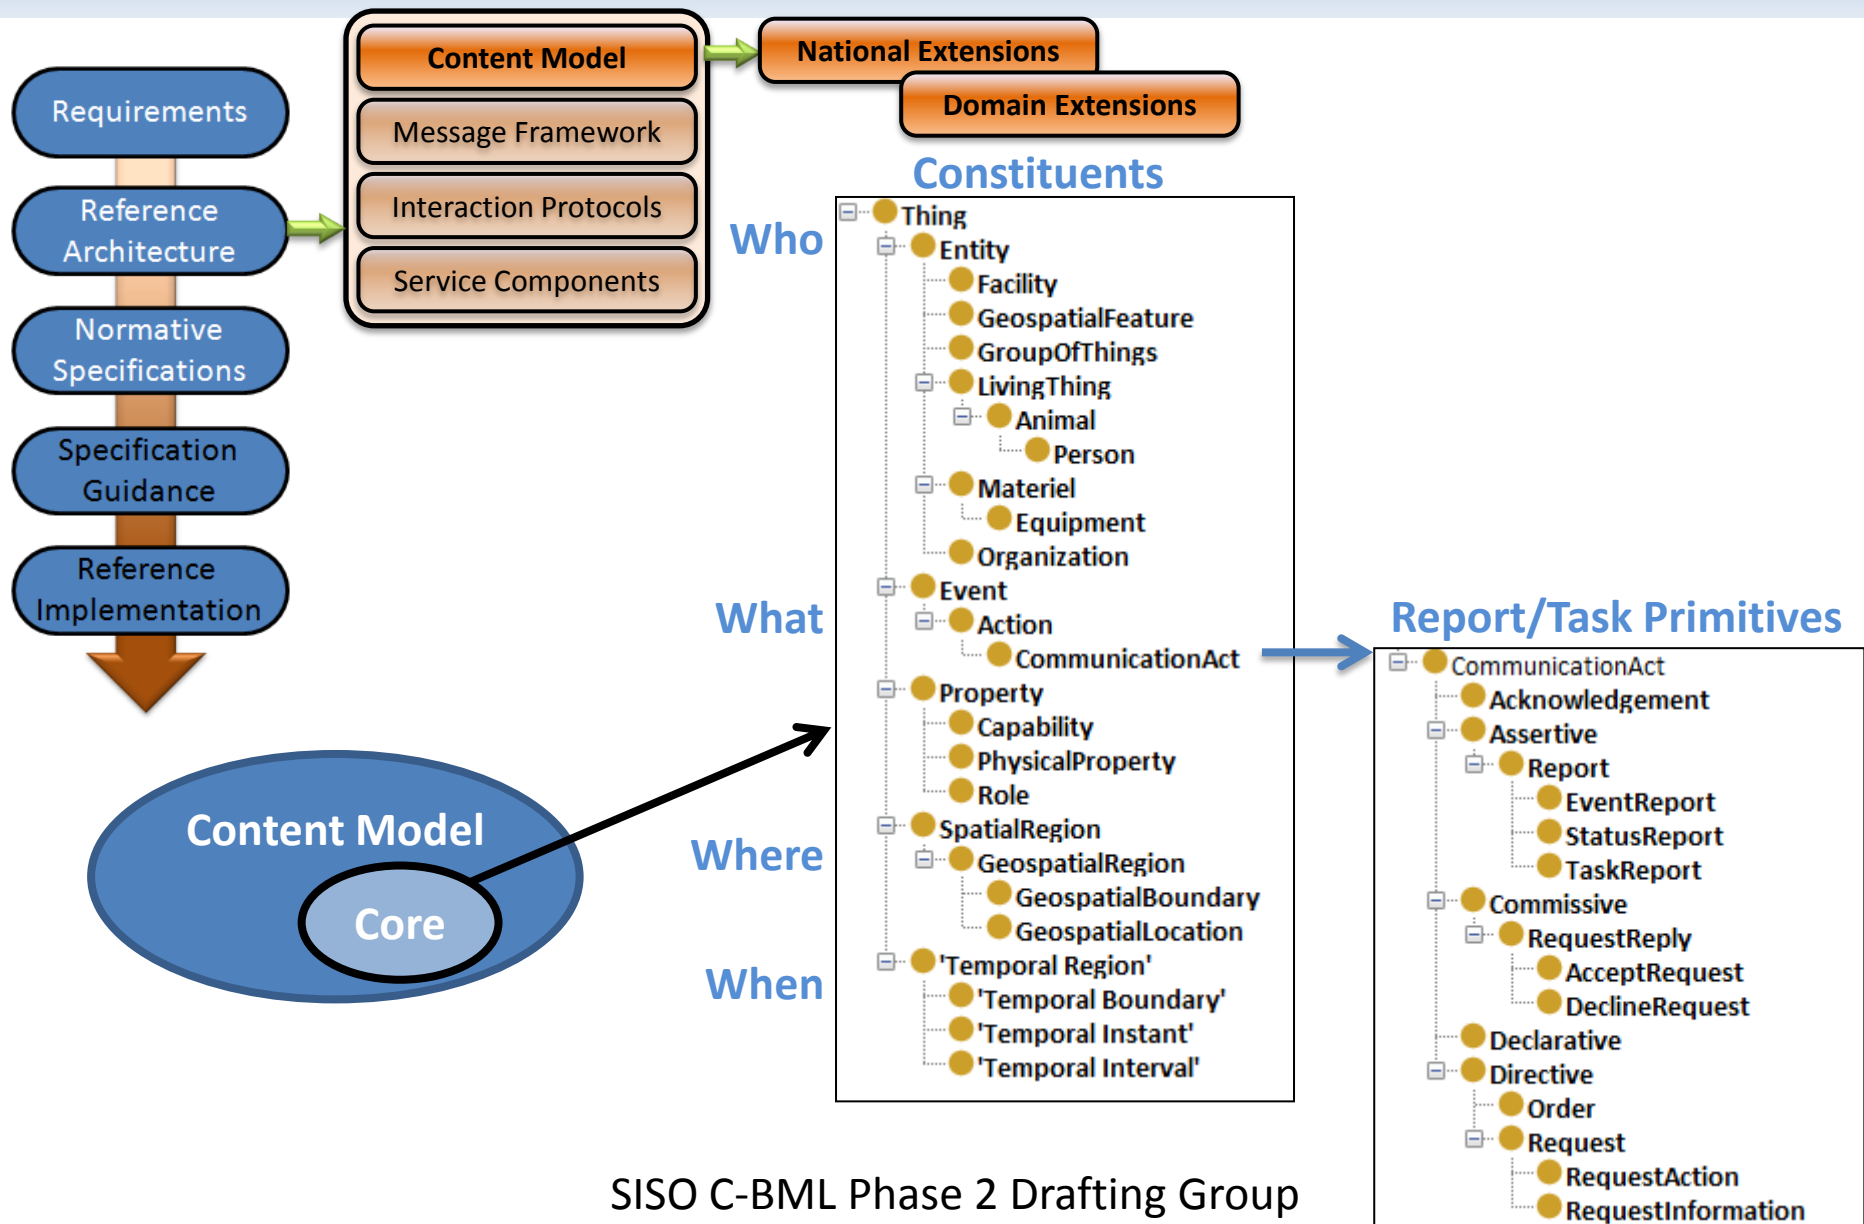 Requirements
Reference
Architecture
Normative
Specifications
Specification
Guidance
Reference
Implementation
Content Model
Message Framework
Interaction Protocols
Service Components
National Extensions
Domain Extensions
Content Model
Core
Constituents
Who
What
Where
When
Thing
Entity
Facility
GeospatialFeature
GroupOfThings
LivingThing
Animal
Person
Materiel
Equipment
Organization
Event
Action
CommunicationAct
Property
Capability
PhysicalProperty
Role
SpatialRegion
GeospatialRegion
GeospatialBoundary
GeospatialLocation
'Temporal Region'
'Temporal Boundary'
'Temporal Instant'
'Temporal Interval'
Report/Task Primitives
CommunicationAct
Acknowledgement
Assertive
Report
EventReport
StatusReport
TaskReport
Commissive
RequestReply
AcceptRequest
DeclineRequest
Declarative
Directive
Order
Request
RequestAction
RequestInformation
SISO C-BML Phase 2 Drafting Group